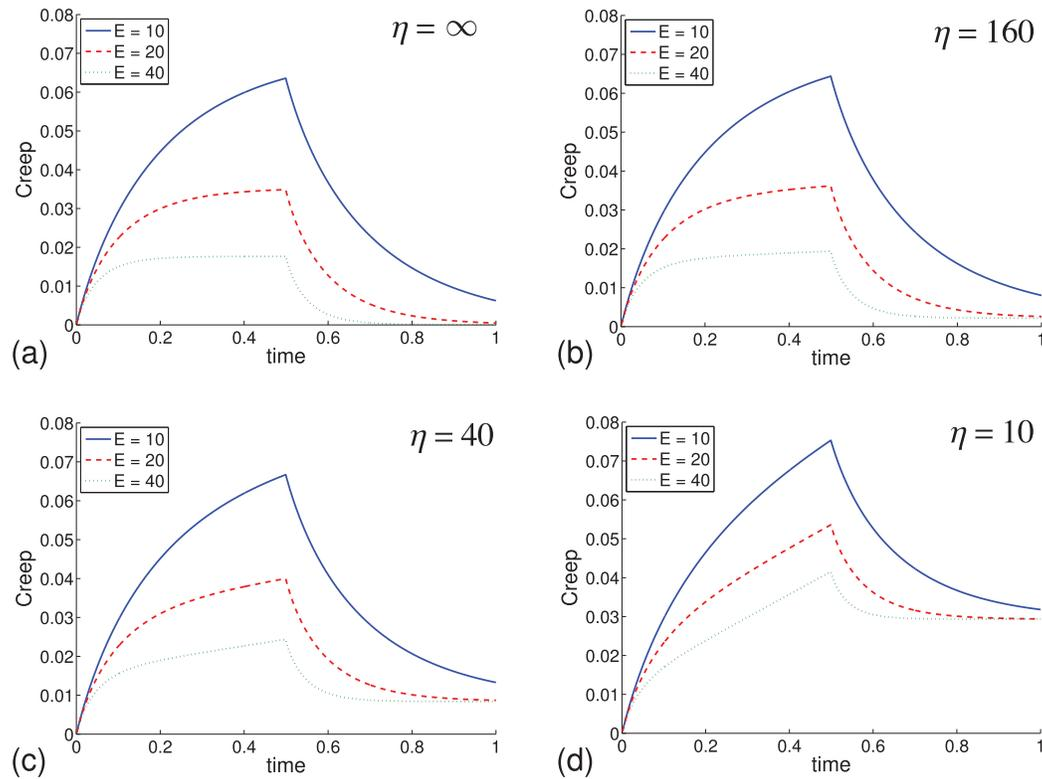 η = ∞
E = 10
E = 20
E = 40
0.08
0.07
0.06
0.05
0.04
0.03
0.02
0.01
0
Creep
0 0.2 0.4 0.6 0.8 1
time
(a)
η = 160
E = 10
E = 20
E = 40
0.08
0.07
0.06
0.05
0.04
0.03
0.02
0.01
0
Creep
0 0.2 0.4 0.6 0.8 1
time
(b)
η = 40
E = 10
E = 20
E = 40
0.08
0.07
0.06
0.05
0.04
0.03
0.02
0.01
0
Creep
0 0.2 0.4 0.6 0.8 1
time
(c)
η = 10
E = 10
E = 20
E = 40
0.08
0.07
0.06
0.05
0.04
0.03
0.02
0.01
0
Creep
0 0.2 0.4 0.6 0.8 1
time
(d)